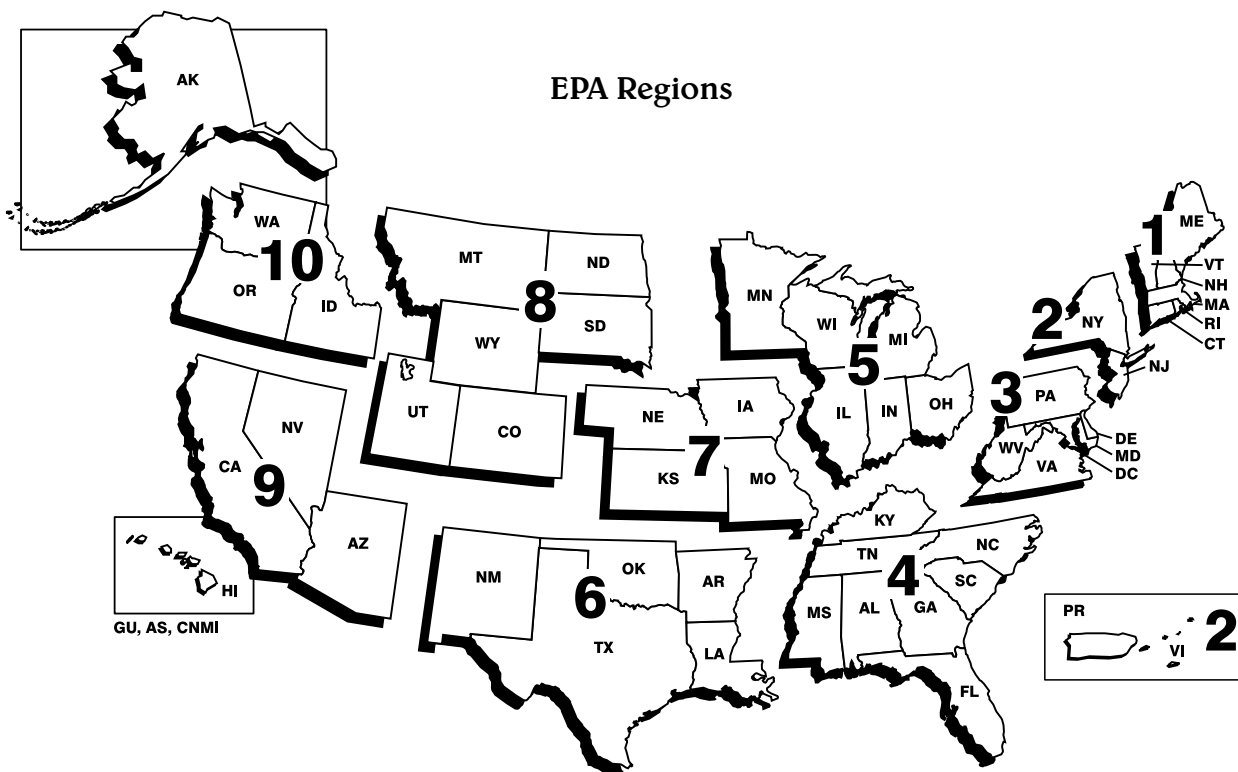 EPA Regions
AK
WA
10
OR
ID
MT
ND
8
SD
WY
UT
CO
MN
WI
MI
5
IL
IN
OH
1
ME
VT
NH
MA
RI
CT
2
NY
NJ
3
PA
WV
VA
DE
MD
DC
NE
IA
7
KS
MO
NV
CA
9
AZ
HI
GU, AS, CNMI
NM
OK
AR
6
TX
LA
KY
TN
NC
4
SC
MS
AL
GA
FL
PR
VI
2